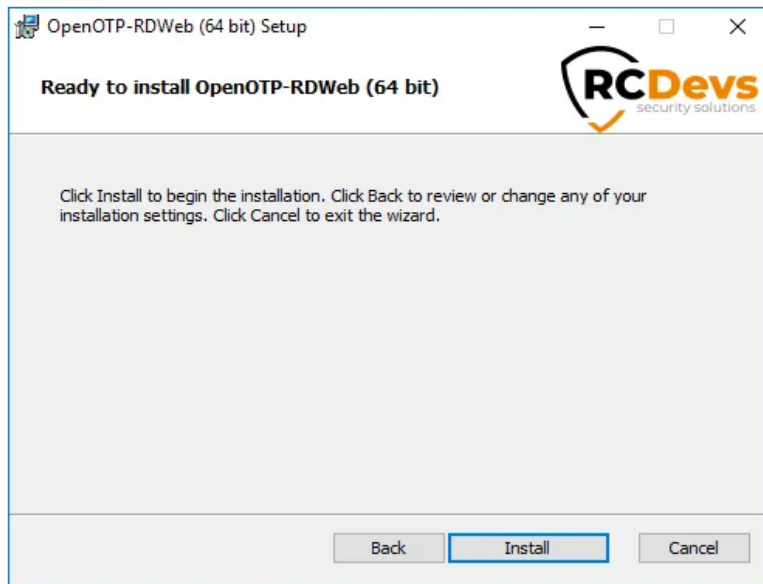 OpenOTP-RDWeb (64 bit) Setup
Ready to install OpenOTP-RDWeb (64 bit)
RCDevs
security solutions
Click Install to begin the installation. Click Back to review or change any of your
installation settings. Click Cancel to exit the wizard.
Back Install Cancel